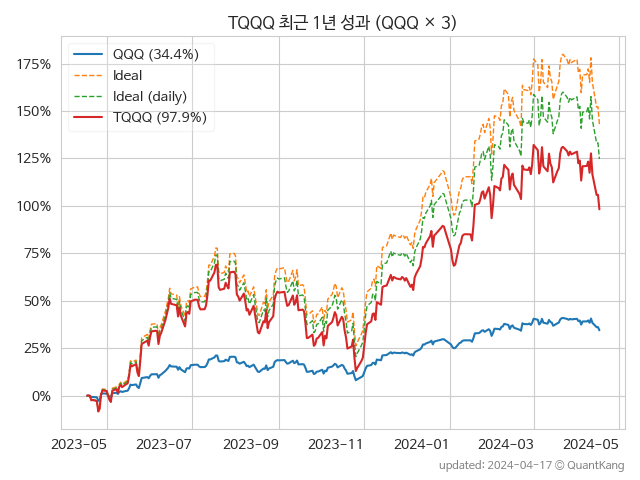 TQQQ 최근 1년 성과 (QQQ × 3)
QQQ (34.4%)
Ideal
Ideal (daily)
TQQQ (97.9%)
175%
150%
125%
100%
75%
50%
25%
0%
2023-05 2023-07 2023-09 2023-11 2024-01 2024-03 2024-05
updated: 2024-04-17 © QuantKang